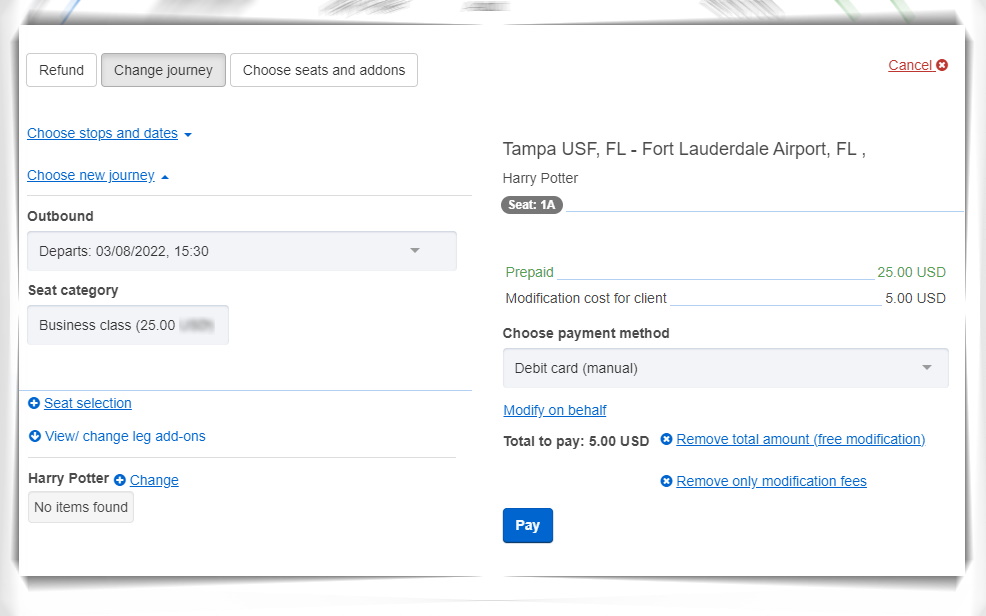 Refund
Change journey
Choose seats and addons
Cancel
Choose stops and dates
Choose new journey
Outbound
Departs: 03/08/2022, 15:30
Seat category
Business class (25.00
Seat selection
View/ change leg add-ons
Harry Potter Change
No items found
Tampa USF, FL - Fort Lauderdale Airport, FL ,
Harry Potter
Seat: 1A
Prepaid 25.00 USD
Modification cost for client 5.00 USD
Choose payment method
Debit card (manual)
Modify on behalf
Total to pay: 5.00 USD Remove total amount (free modification)
Remove only modification fees
Pay